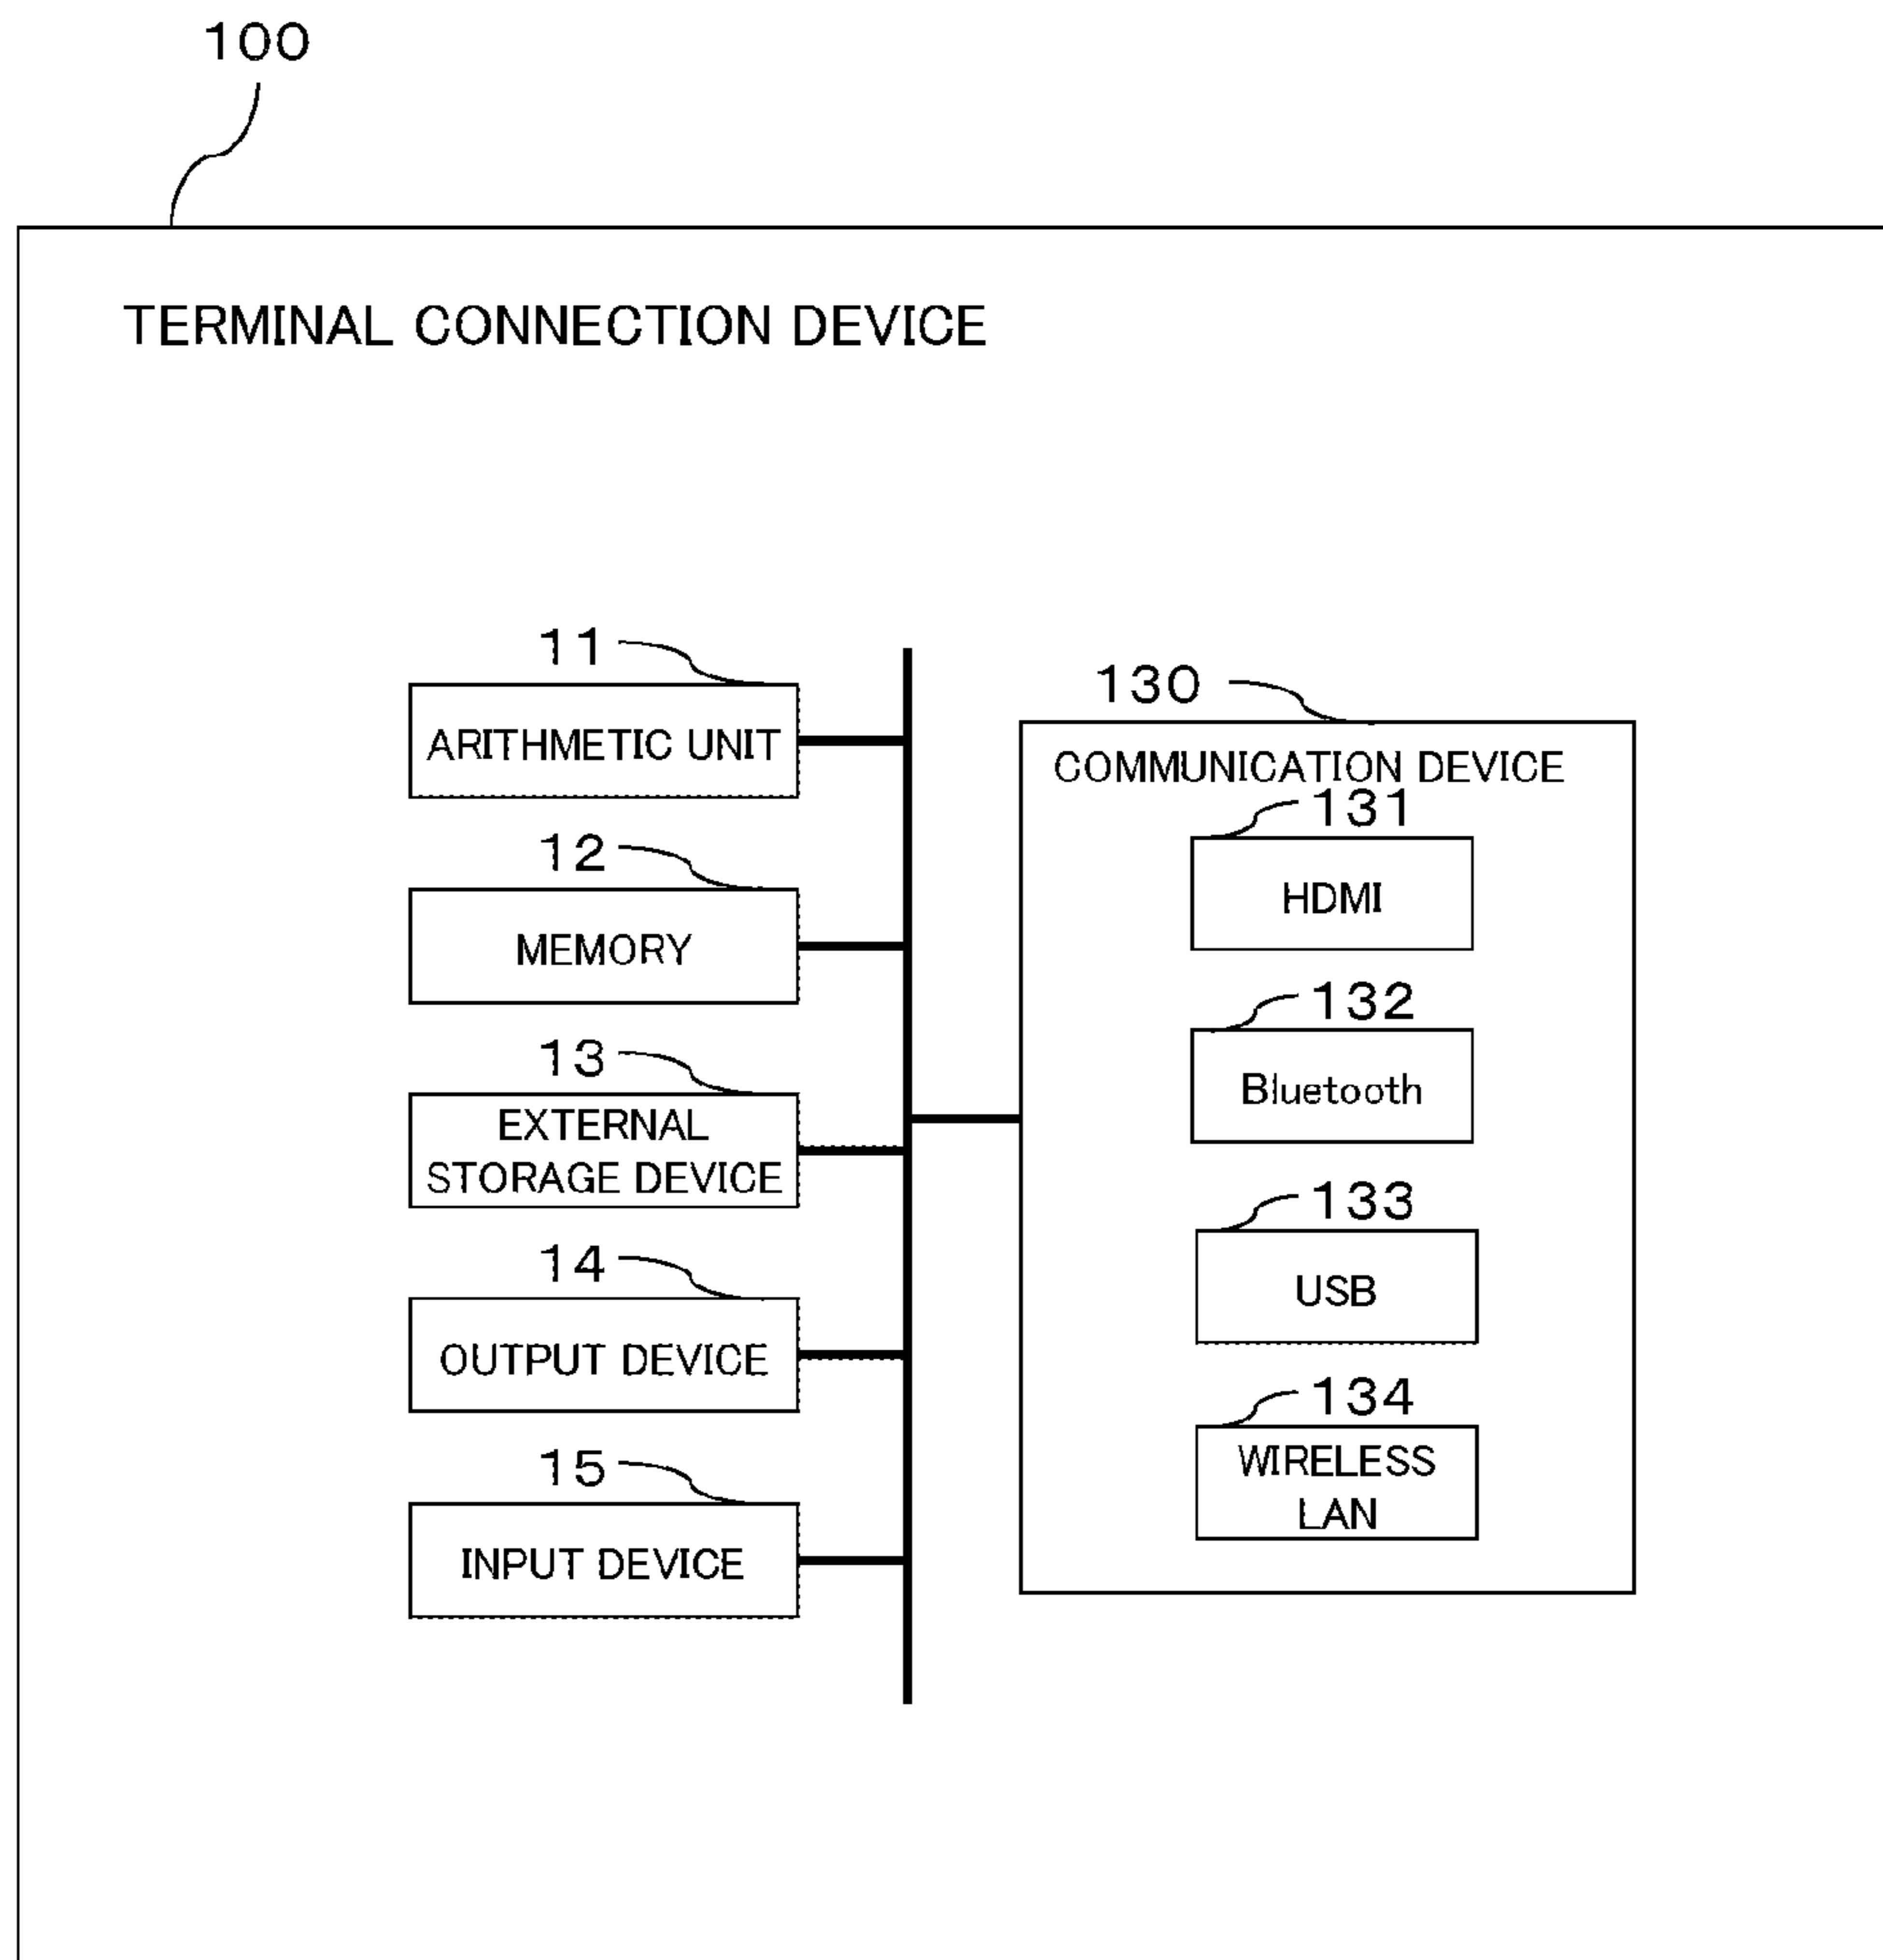 100
TERMINAL CONNECTION DEVICE
11
ARITHMETIC UNIT
12
MEMORY
13
EXTERNAL
STORAGE DEVICE
14
OUTPUT DEVICE
15
INPUT DEVICE
130
COMMUNICATION DEVICE
131
HDMI
132
Bluetooth
133
USB
134
WIRELESS
LAN